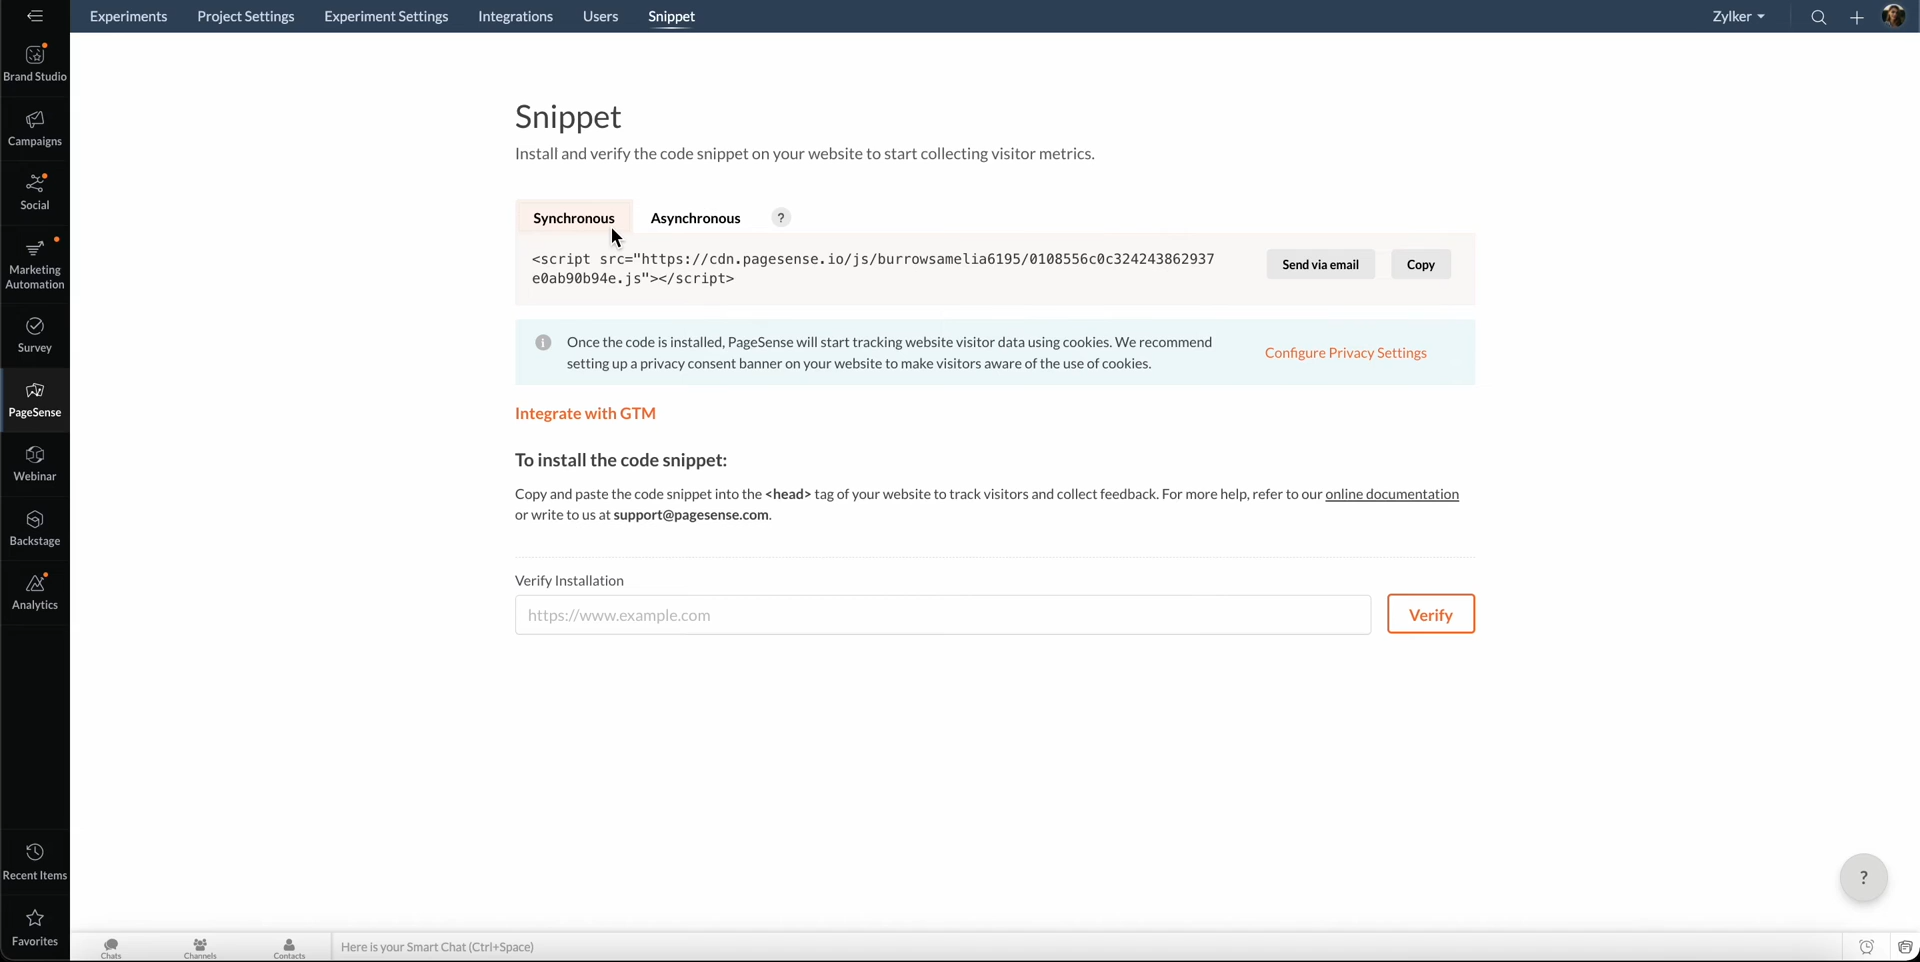 Experiments Project Settings Experiment Settings Integrations Users Snippet Zylker
Brand Studio
Campaigns
Social
Marketing
Automation
Survey
PageSense
Webinar
Backstage
Analytics
Recent Items
Favorites
Snippet
Install and verify the code snippet on your website to start collecting visitor metrics.
Synchronous Asynchronous ?
<script src="https://cdn.pagesense.io/js/burrowsamelia6195/0108556c0c324243862937
e0ab90b94e.js"></script>
Send via email Copy
Once the code is installed, PageSense will start tracking website visitor data using cookies. We recommend
setting up a privacy consent banner on your website to make visitors aware of the use of cookies.
Configure Privacy Settings
Integrate with GTM
To install the code snippet:
Copy and paste the code snippet into the <head> tag of your website to track visitors and collect feedback. For more help, refer to our online documentation
or write to us at support@pagesense.com.
Verify Installation
https://www.example.com
Verify
?
Chats Channels Contacts
Here is your Smart Chat (Ctrl+Space)